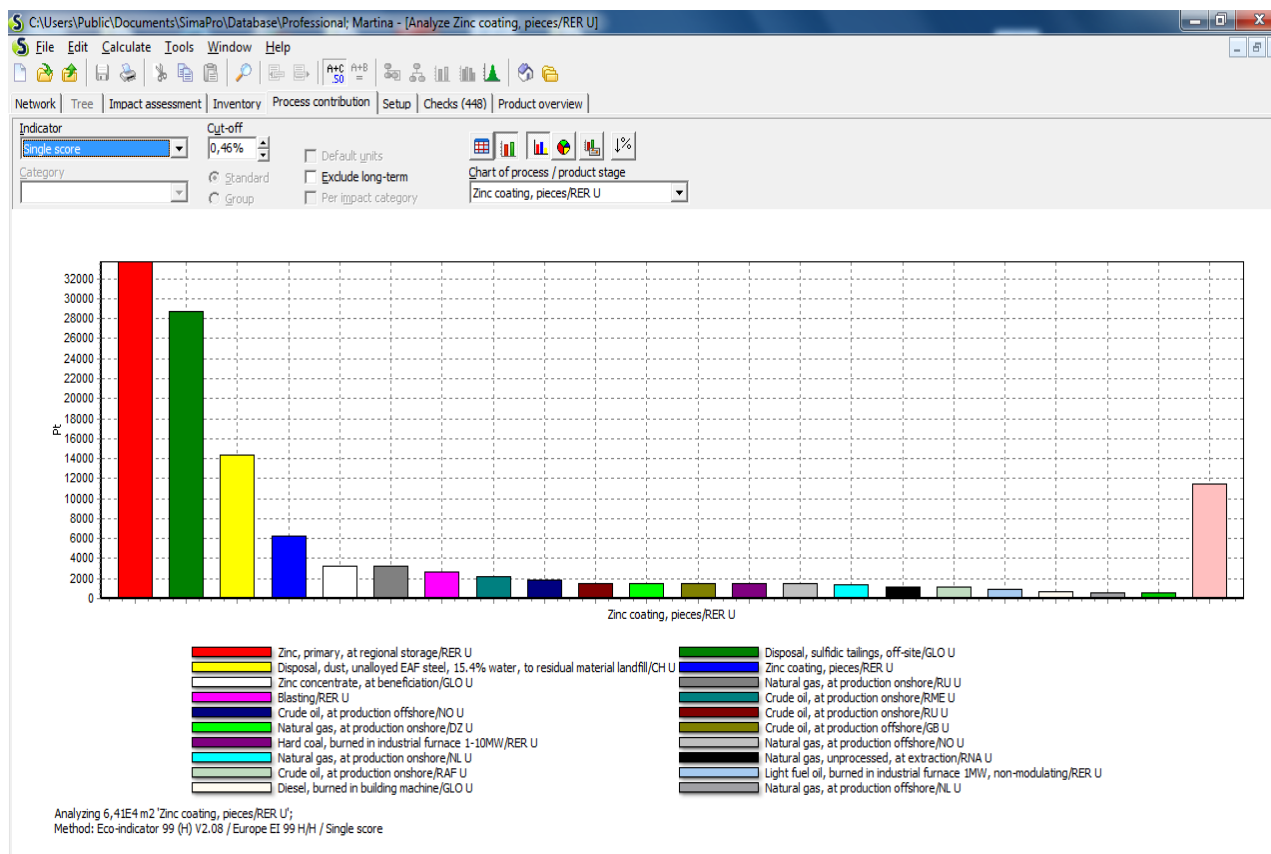 C:\Users\Public\Documents\SimaPro\Database\Professional; Martina - [Analyze Zinc coating, pieces/RER U]
File Edit Calculate Tools Window Help
A+C .50 A+B =
Network Tree Impact assessment Inventory Process contribution Setup Checks (448) Product overview
Indicator Cut-off
Single score 0,46% Default units
Category Standard Exclude long-term Chart of process / product stage
Group Per impact category Zinc coating, pieces/RER U
32000
30000
28000
26000
24000
22000
20000
18000
Pt
16000
14000
12000
10000
8000
6000
4000
2000
0
Zinc coating, pieces/RER U
Zinc, primary, at regional storage/RER U Disposal, sulfidic tailings, off-site/GLO U
Disposal, dust, unalloyed EAF steel, 15.4% water, to residual material landfill/CH U Zinc coating, pieces/RER U
Zinc concentrate, at beneficiation/GLO U Natural gas, at production onshore/RU U
Blasting/RER U Crude oil, at production onshore/RME U
Crude oil, at production offshore/NO U Crude oil, at production onshore/RU U
Natural gas, at production onshore/DZ U Crude oil, at production offshore/GB U
Hard coal, burned in industrial furnace 1-10MW/RER U Natural gas, at production offshore/NO U
Natural gas, at production onshore/NL U Natural gas, unprocessed, at extraction/RNA U
Crude oil, at production onshore/RAF U Light fuel oil, burned in industrial furnace 1MW, non-modulating/RER U
Diesel, burned in building machine/GLO U Natural gas, at production offshore/NL U
Analyzing 6,41E4 m2 'Zinc coating, pieces/RER U';
Method: Eco-indicator 99 (H) V2.08 / Europe EI 99 H/H / Single score